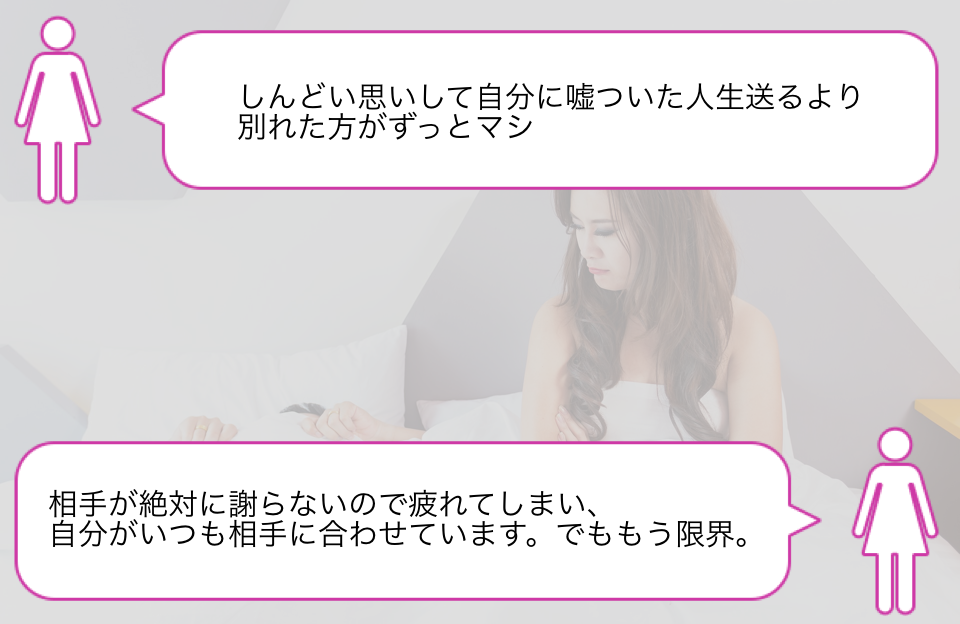 しんどい思いして自分に嘘ついた人生送るより
別れた方がずっとマシ
相手が絶対に謝らないので疲れてしまい、
自分がいつも相手に合わせています。でももう限界。